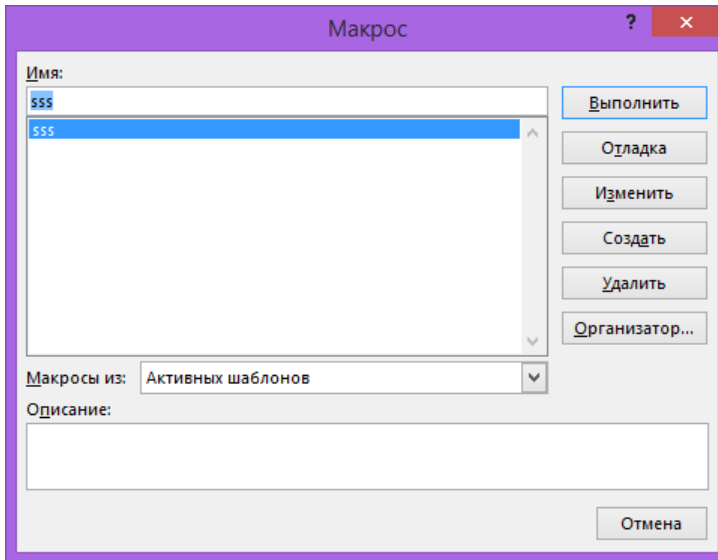 Макрос
?
Имя:
sss
sss
Выполнить
Отладка
Изменить
Создать
Удалить
Организатор...
Макросы из:
Активных шаблонов
Описание:
Отмена